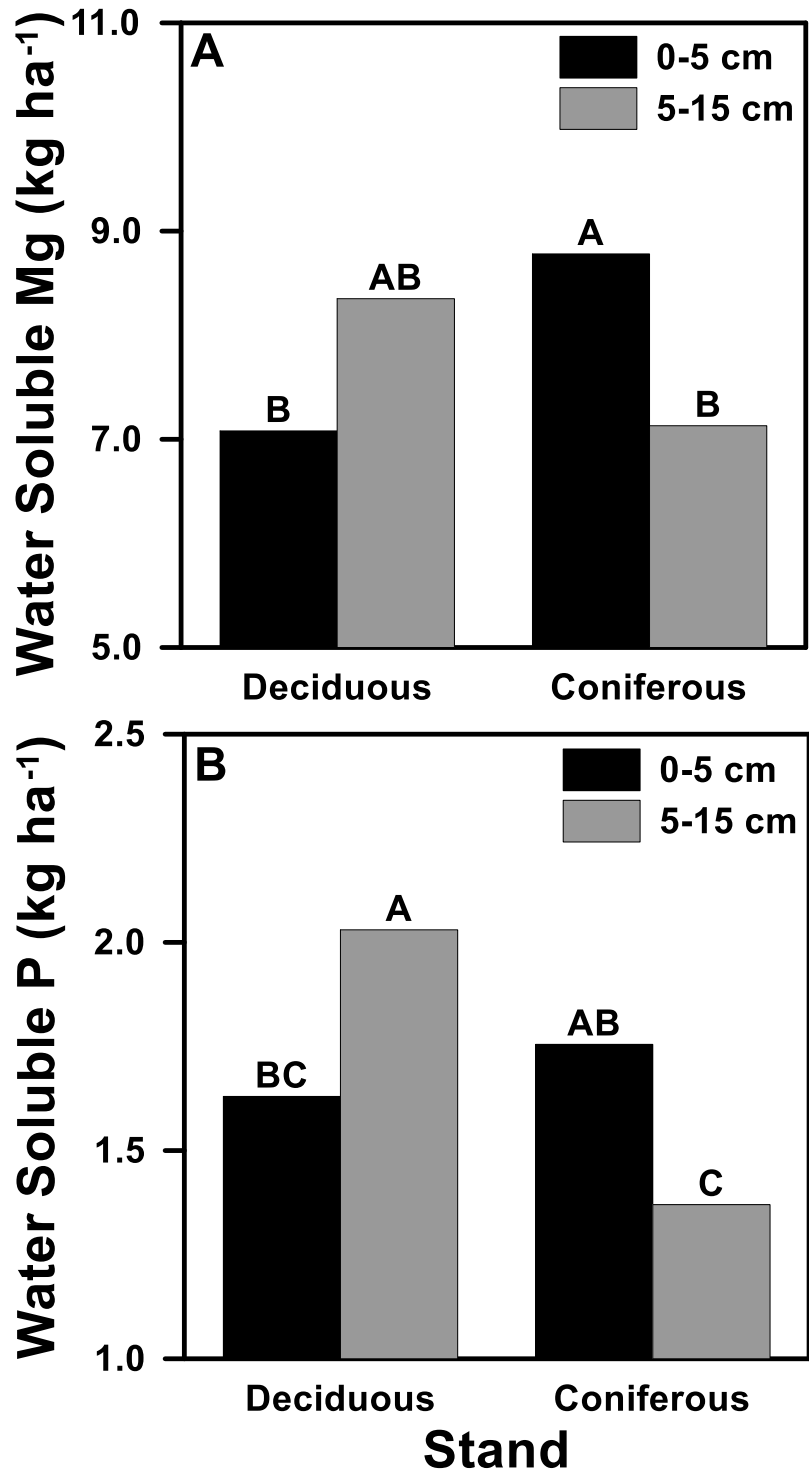 Water Soluble Mg (kg ha⁻¹)
11.0
9.0
7.0
5.0
A
0-5 cm
5-15 cm
B
AB
A
B
Deciduous Coniferous
Water Soluble P (kg ha⁻¹)
2.5
2.0
1.5
1.0
B
0-5 cm
5-15 cm
BC
A
AB
C
Deciduous Coniferous
Stand